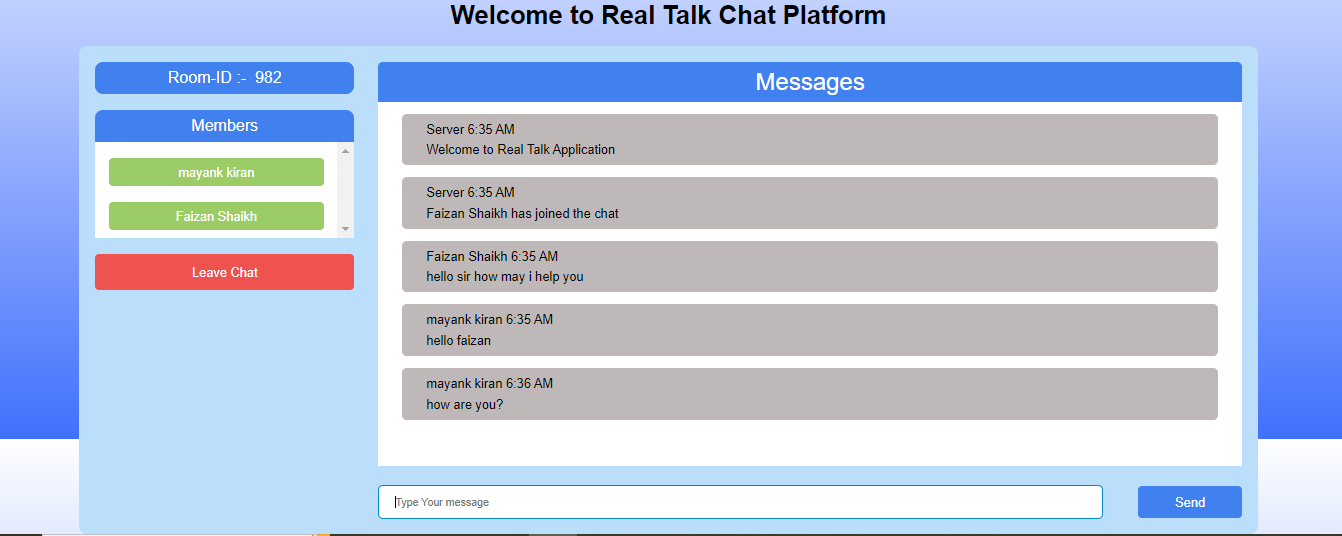 Welcome to Real Talk Chat Platform
Room-ID :- 982
Members
mayank kiran
Faizan Shaikh
Leave Chat
Messages
Server 6:35 AM
Welcome to Real Talk Application
Server 6:35 AM
Faizan Shaikh has joined the chat
Faizan Shaikh 6:35 AM
hello sir how may i help you
mayank kiran 6:35 AM
hello faizan
mayank kiran 6:36 AM
how are you?
Type Your message
Send